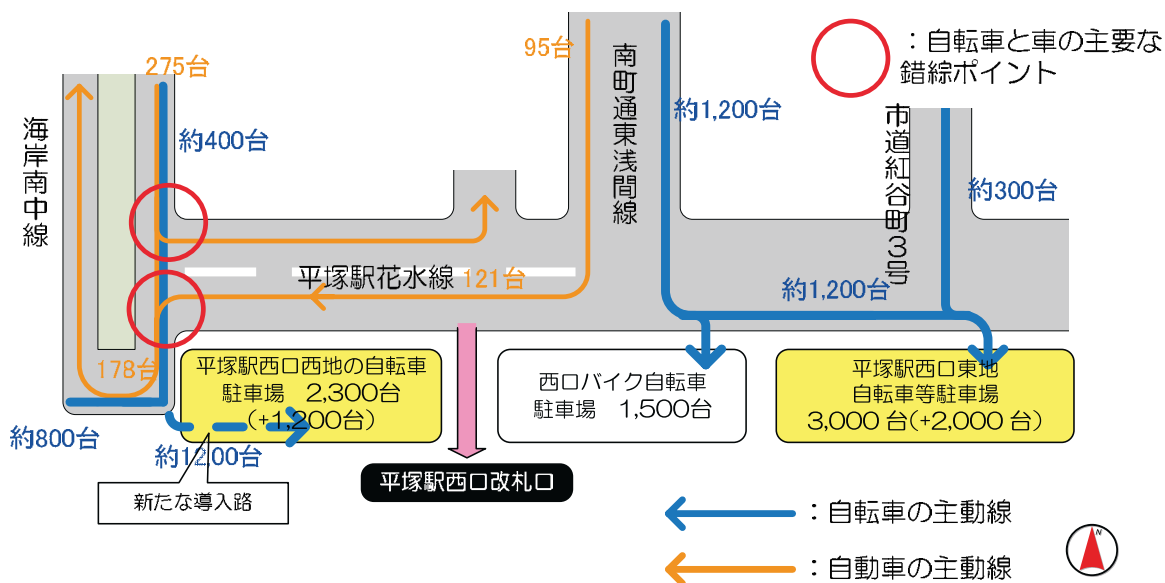 275台
95台
：自転車と車の主要な
錯綜ポイント
海岸南中線
約400台
南町通東浅間線
約1,200台
市道紅谷町3号
約300台
平塚駅花水線
121台
約1,200台
178台
平塚駅西口西地の自転車
駐車場　2,300台
(+1,200台)
西口バイク自転車
駐車場　1,500台
平塚駅西口東地
自転車等駐車場
3,000台(+2,000台)
約800台
約1200台
新たな導入路
平塚駅西口改札口
：自転車の主動線
：自動車の主動線
N